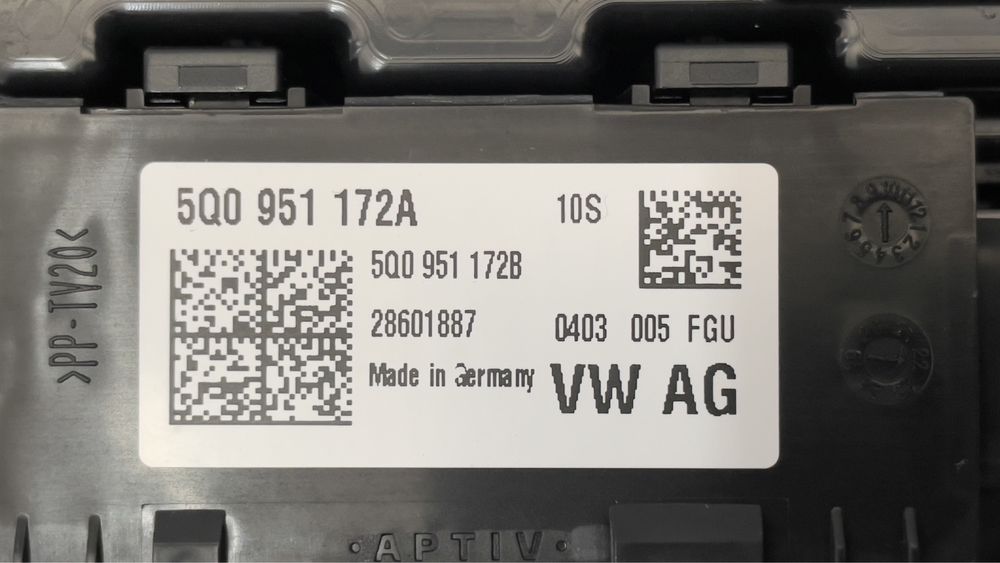 5Q0 951 172A
10S
5Q0 951 172B
28601887
0403 005 FGU
Made in Germany
VW AG
>PP-TV20<
·APTIV·